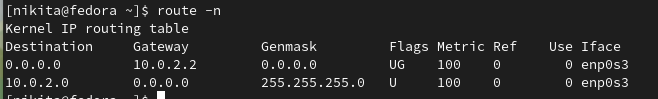 [nikita@fedora ~]$ route -n
Kernel IP routing table
Destination     Gateway         Genmask         Flags Metric Ref    Use Iface
0.0.0.0         10.0.2.2        0.0.0.0         UG    100    0        0 enp0s3
10.0.2.0        0.0.0.0         255.255.255.0   U     100    0        0 enp0s3
[nikita@fedora ~]$